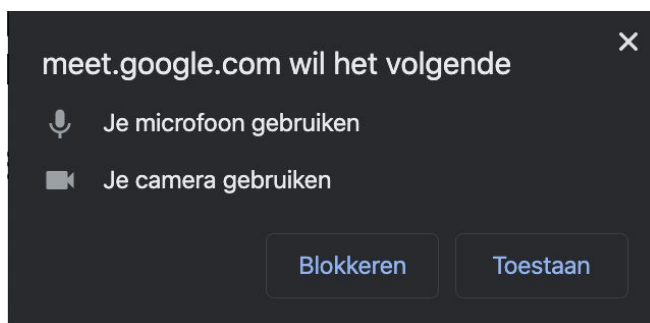 meet.google.com wil het volgende
Je microfoon gebruiken
Je camera gebruiken
Blokkeren Toestaan